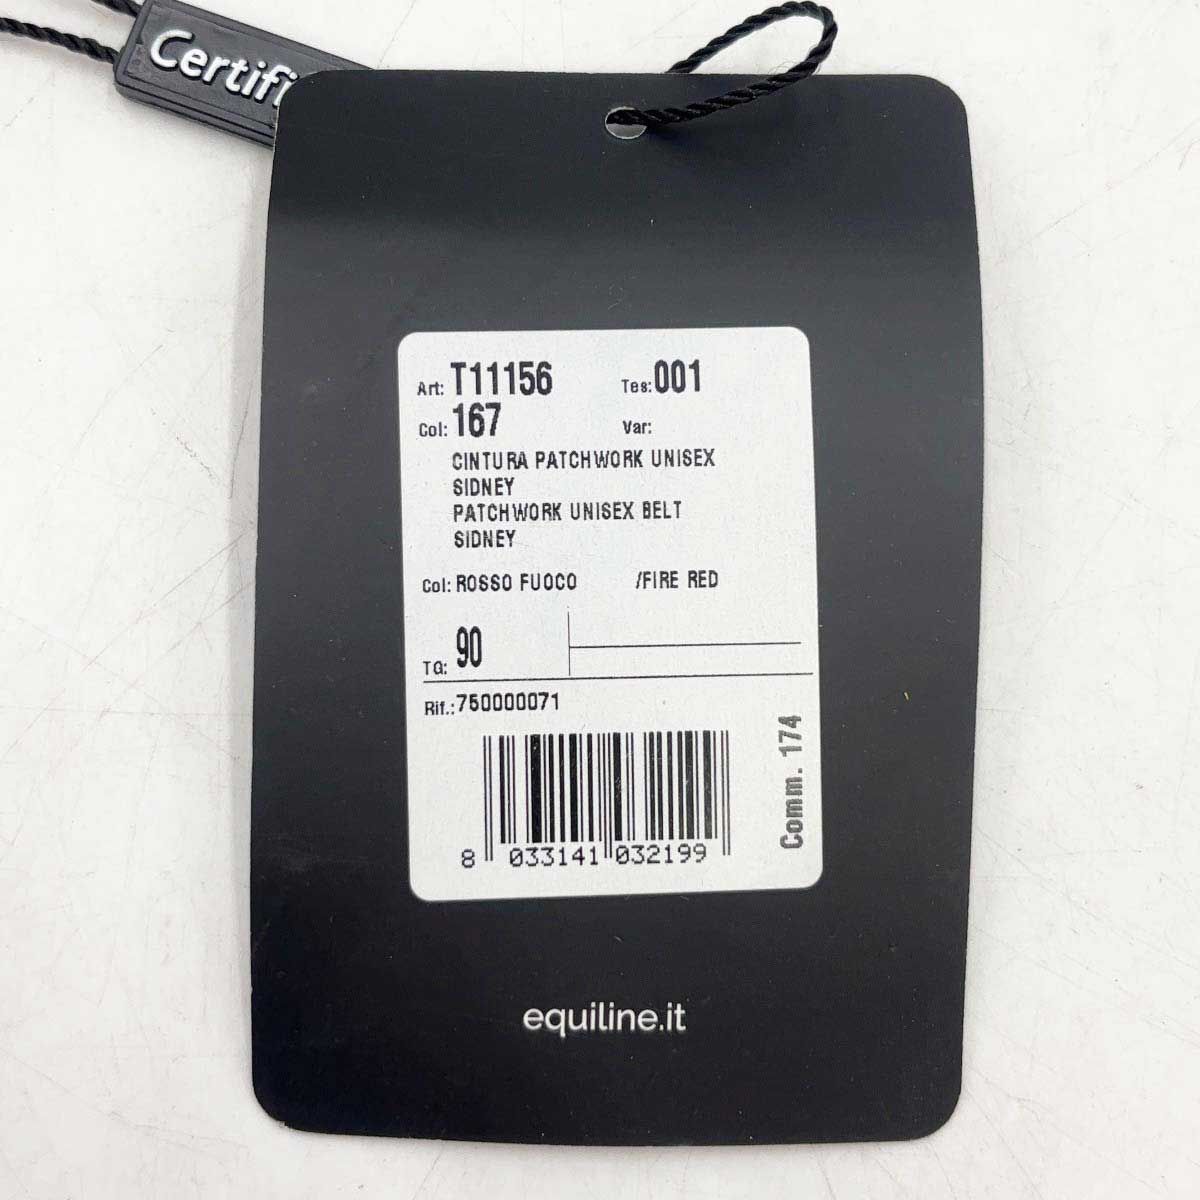 Certifi
Art: T11156 Tes: 001
Col: 167 Var:
CINTURA PATCHWORK UNISEX
SIDNEY
PATCHWORK UNISEX BELT
SIDNEY
Col: ROSSO FUOCO /FIRE RED
TG: 90
Rif.: 750000071
Comm. 174
8 033141 032199
equiline.it